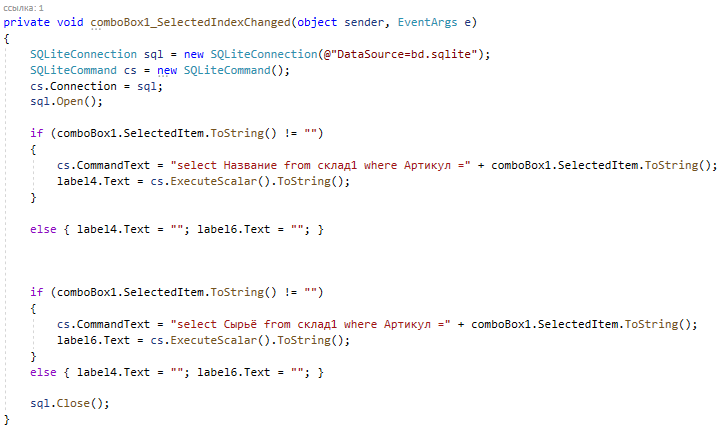 ссылка: 1
private void comboBox1_SelectedIndexChanged(object sender, EventArgs e)
{
SQLiteConnection sql = new SQLiteConnection(@"DataSource=bd.sqlite");
SQLiteCommand cs = new SQLiteCommand();
cs.Connection = sql;
sql.Open();
if (comboBox1.SelectedItem.ToString() != "")
{
cs.CommandText = "select Название from склад1 where Артикул =" + comboBox1.SelectedItem.ToString();
label4.Text = cs.ExecuteScalar().ToString();
}
else { label4.Text = ""; label6.Text = ""; }
if (comboBox1.SelectedItem.ToString() != "")
{
cs.CommandText = "select Сырьё from склад1 where Артикул =" + comboBox1.SelectedItem.ToString();
label6.Text = cs.ExecuteScalar().ToString();
}
else { label4.Text = ""; label6.Text = ""; }
sql.Close();
}